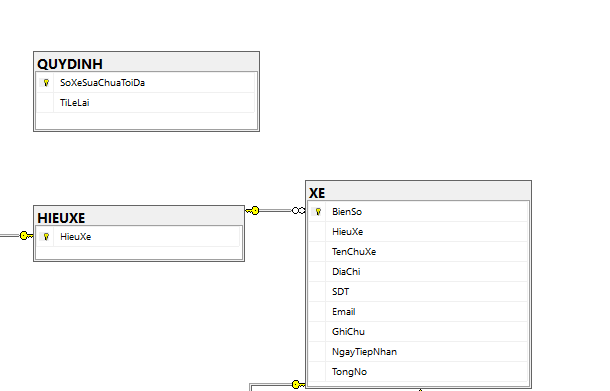 QUYDINH
SoXeSuaChuaToiDa
TiLeLai
HIEUXE
HieuXe
XE
BienSo
HieuXe
TenChuXe
DiaChi
SDT
Email
GhiChu
NgayTiepNhan
TongNo